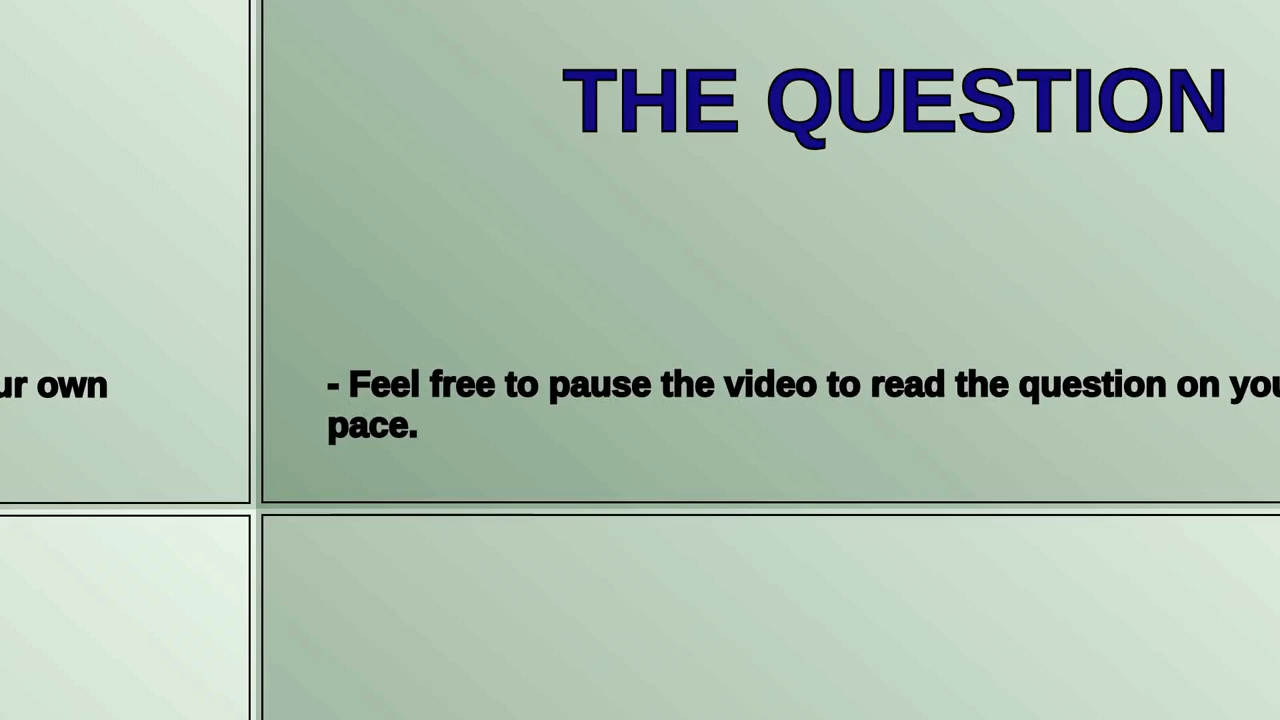 THE QUESTION
ur own
- Feel free to pause the video to read the question on you
pace.